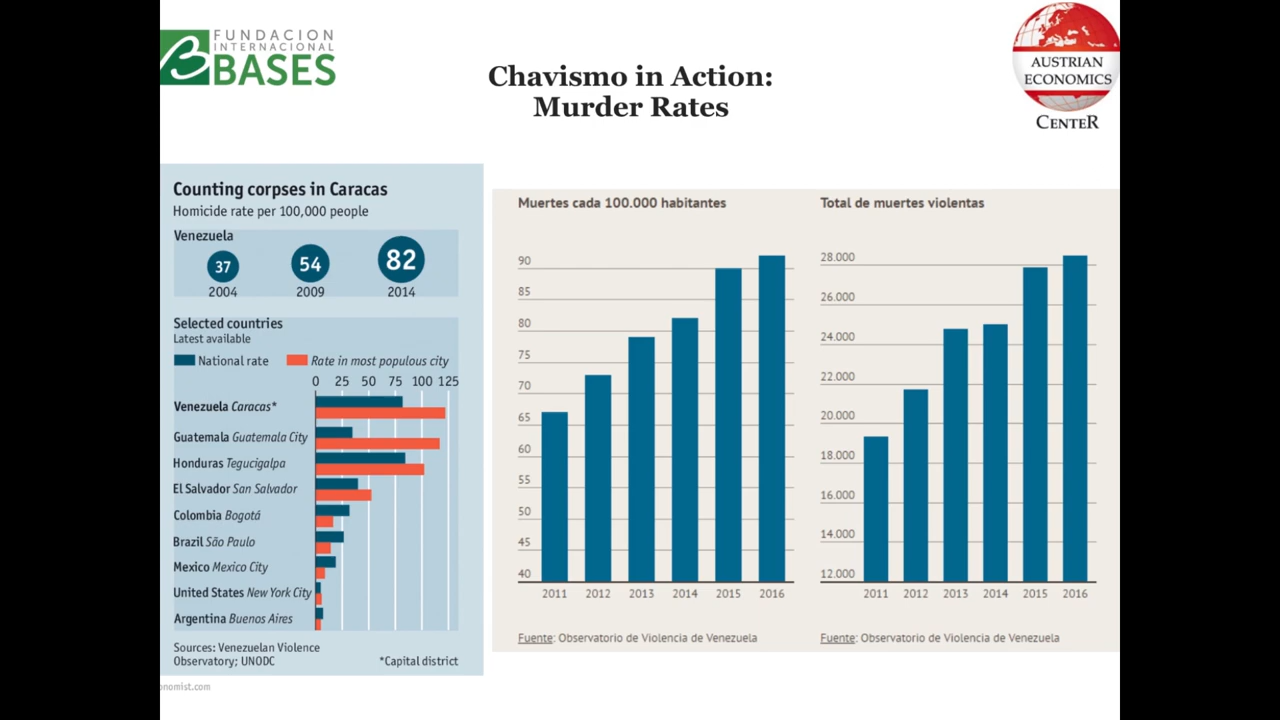 FUNDACION
INTERNACIONAL
BASES
Chavismo in Action:
Murder Rates
AUSTRIAN
ECONOMICS
CENTER
Counting corpses in Caracas
Homicide rate per 100,000 people
Venezuela
37 54 82
2004 2009 2014
Selected countries
Latest available
National rate Rate in most populous city
0 25 50 75 100 125
Venezuela Caracas*
Guatemala Guatemala City
Honduras Tegucigalpa
El Salvador San Salvador
Colombia Bogotá
Brazil São Paulo
Mexico Mexico City
United States New York City
Argentina Buenos Aires
Sources: Venezuelan Violence
Observatory; UNODC *Capital district
onomist.com
Muertes cada 100.000 habitantes
90
85
80
75
70
65
60
55
50
45
40
2011 2012 2013 2014 2015 2016
Fuente: Observatorio de Violencia de Venezuela
Total de muertes violentas
28.000
26.000
24.000
22.000
20.000
18.000
16.000
14.000
12.000
2011 2012 2013 2014 2015 2016
Fuente: Observatorio de Violencia de Venezuela